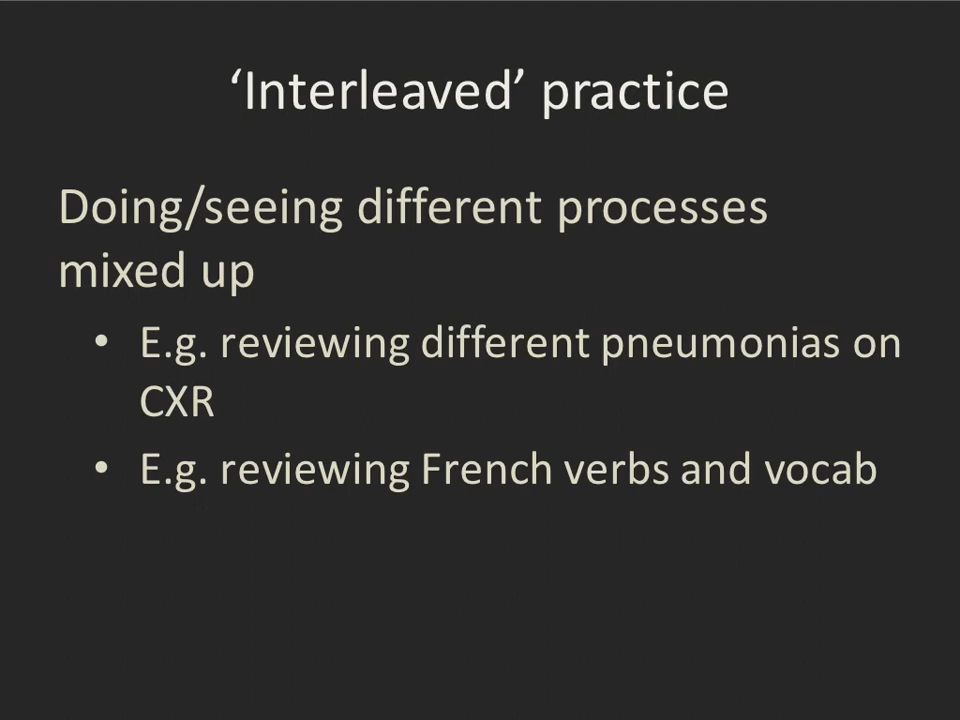 ‘Interleaved’ practice
Doing/seeing different processes
mixed up
• E.g. reviewing different pneumonias on
CXR
• E.g. reviewing French verbs and vocab